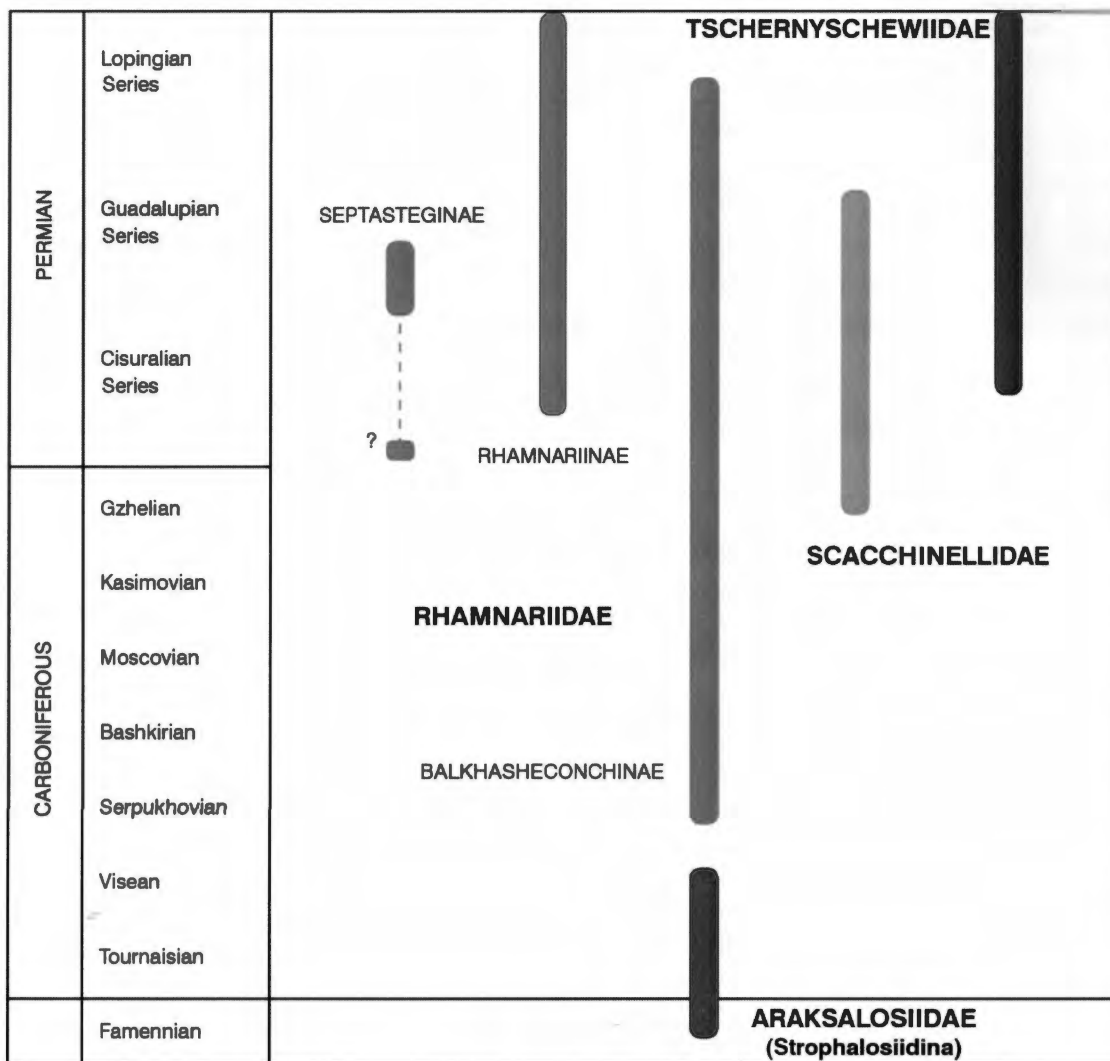 TSCHERNYSCHEWIIDAE
PERMIAN
Lopingian
Series
Guadalupian
Series
SEPTASTEGINAE
Cisuralian
Series
?
RHAMNARIINAE
CARBONIFEROUS
Gzhelian
SCACCHINELLIDAE
Kasimovian
RHAMNARIIDAE
Moscovian
Bashkirian
BALKHASHECONCHINAE
Serpukhovian
Visean
Tournaisian
Famennian
ARAKSALOSIIDAE
(Strophalosiidina)